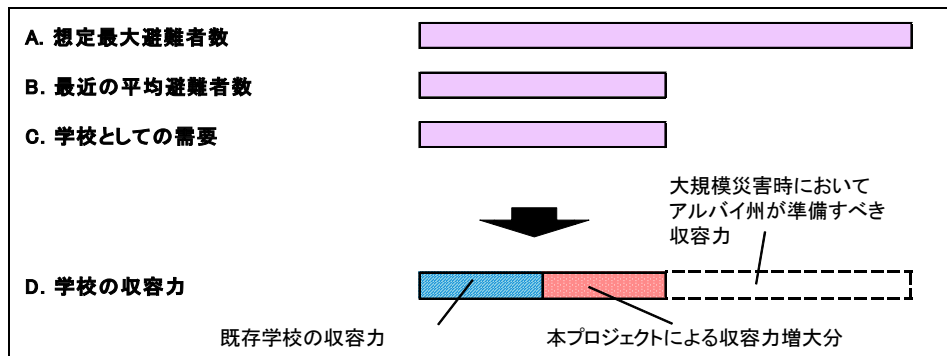 A. 想定最大避難者数
B. 最近の平均避難者数
C. 学校としての需要
大規模災害時において
アルバイ州が準備すべき
収容力
D. 学校の収容力
既存学校の収容力
本プロジェクトによる収容力増大分